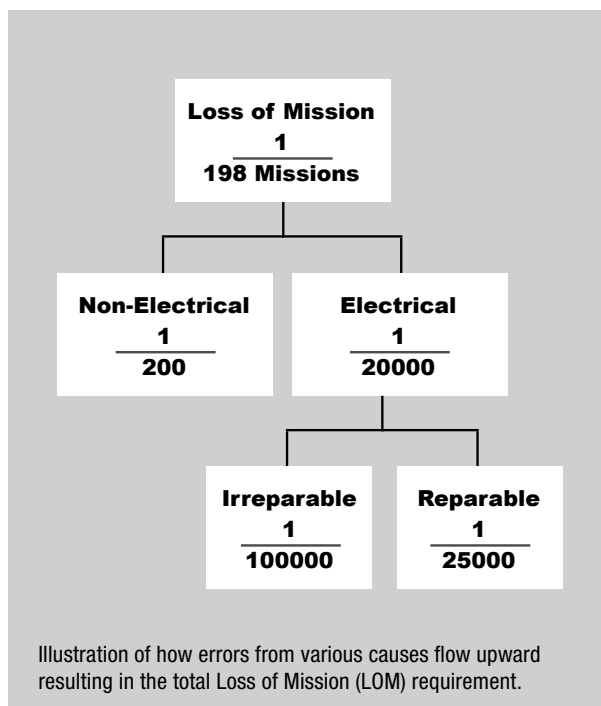 Loss of Mission
1
198 Missions
Non-Electrical
1
200
Electrical
1
20000
Irreparable
1
100000
Reparable
1
25000
Illustration of how errors from various causes flow upward
resulting in the total Loss of Mission (LOM) requirement.